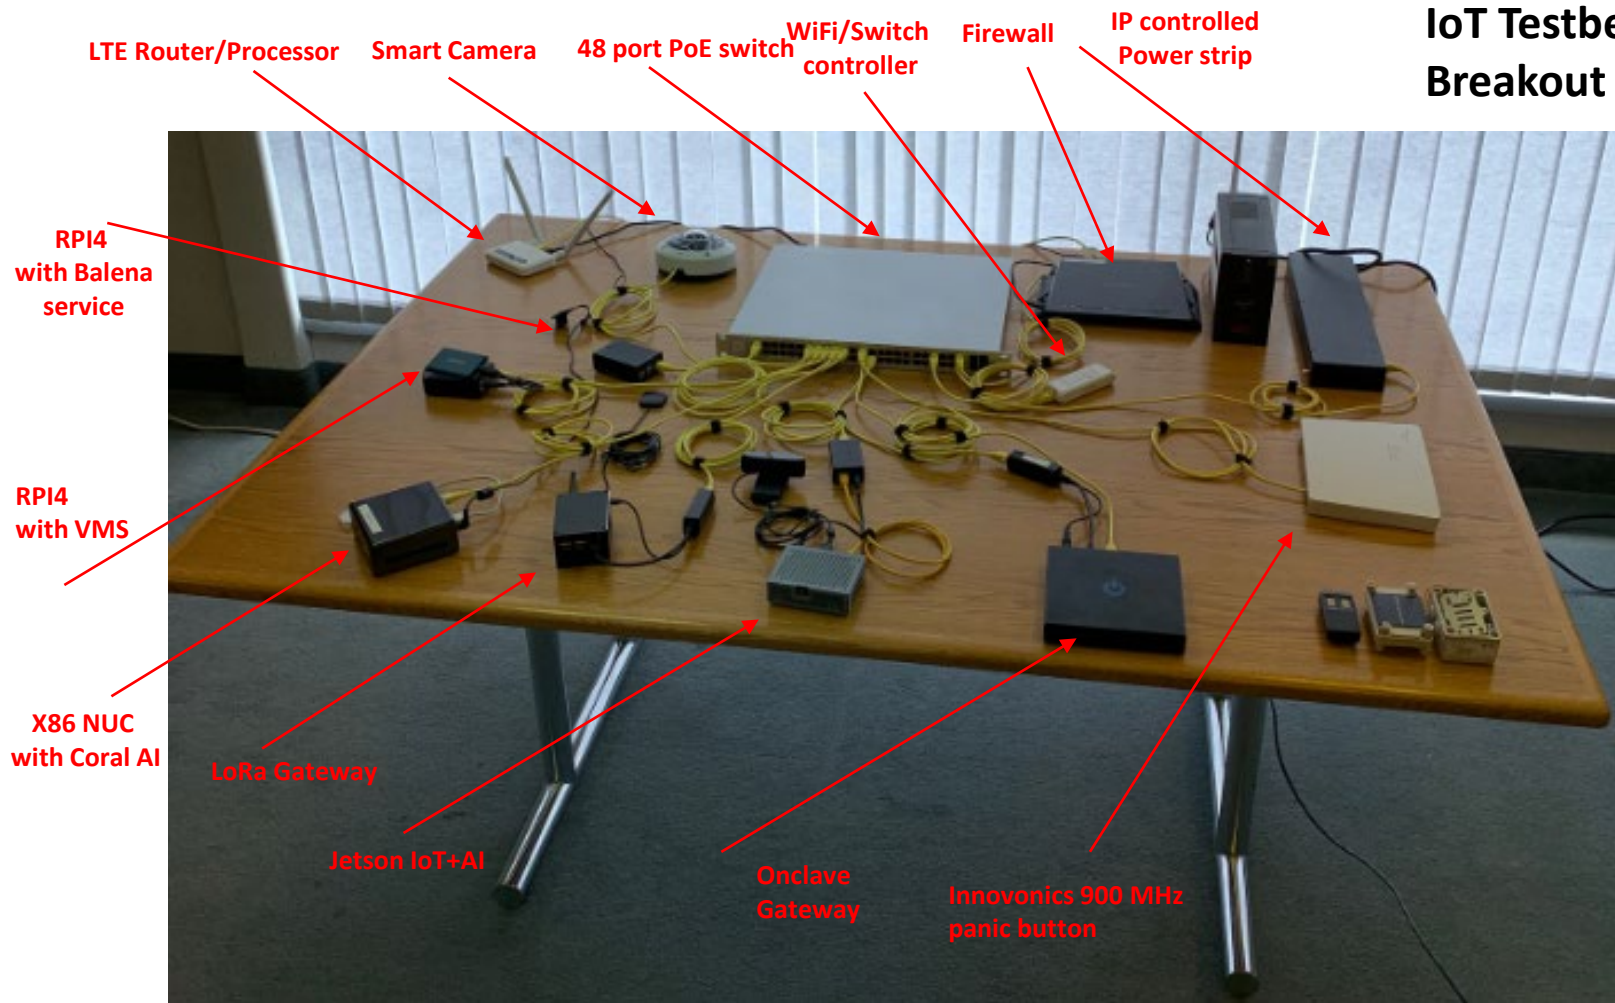 IoT Testbe
Breakout
LTE Router/Processor
Smart Camera
48 port PoE switch
WiFi/Switch
controller
Firewall
IP controlled
Power strip
RPI4
with Balena
service
RPI4
with VMS
X86 NUC
with Coral AI
LoRa Gateway
Jetson IoT+AI
Onclave
Gateway
Innovonics 900 MHz
panic button